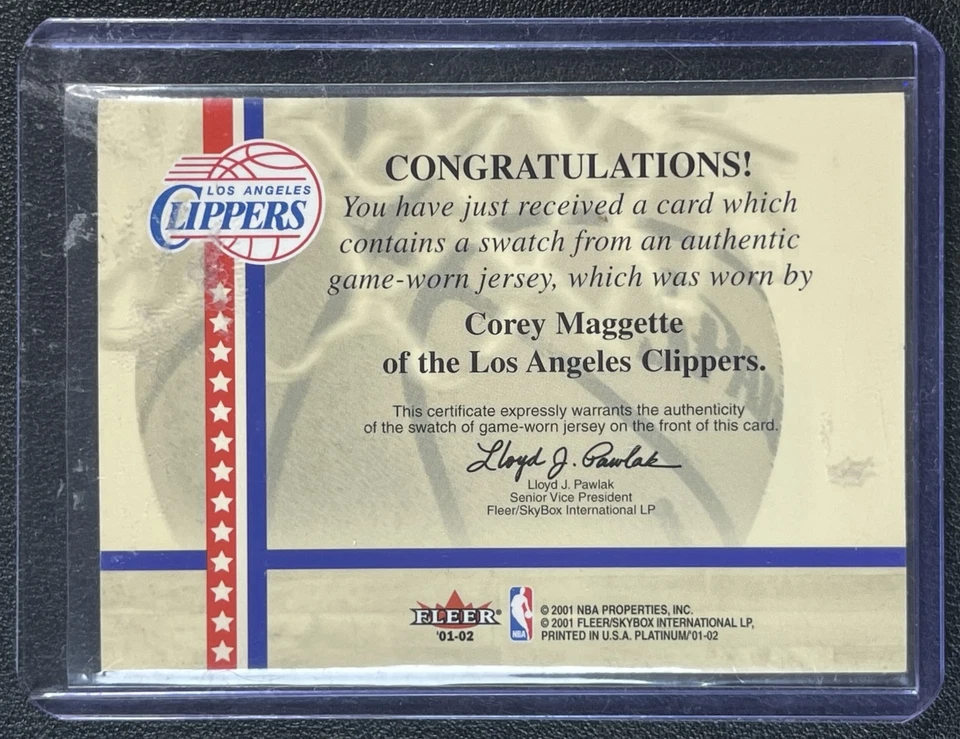 LOS ANGELES
CLIPPERS
CONGRATULATIONS!
You have just received a card which
contains a swatch from an authentic
game-worn jersey, which was worn by
Corey Maggette
of the Los Angeles Clippers.
This certificate expressly warrants the authenticity
of the swatch of game-worn jersey on the front of this card.
Lloyd J. Pawlak
Lloyd J. Pawlak
Senior Vice President
Fleer/SkyBox International LP
FLEER®
'01-02
NBA
© 2001 NBA PROPERTIES, INC.
© 2001 FLEER/SKYBOX INTERNATIONAL LP,
PRINTED IN U.S.A. PLATINUM/'01-02